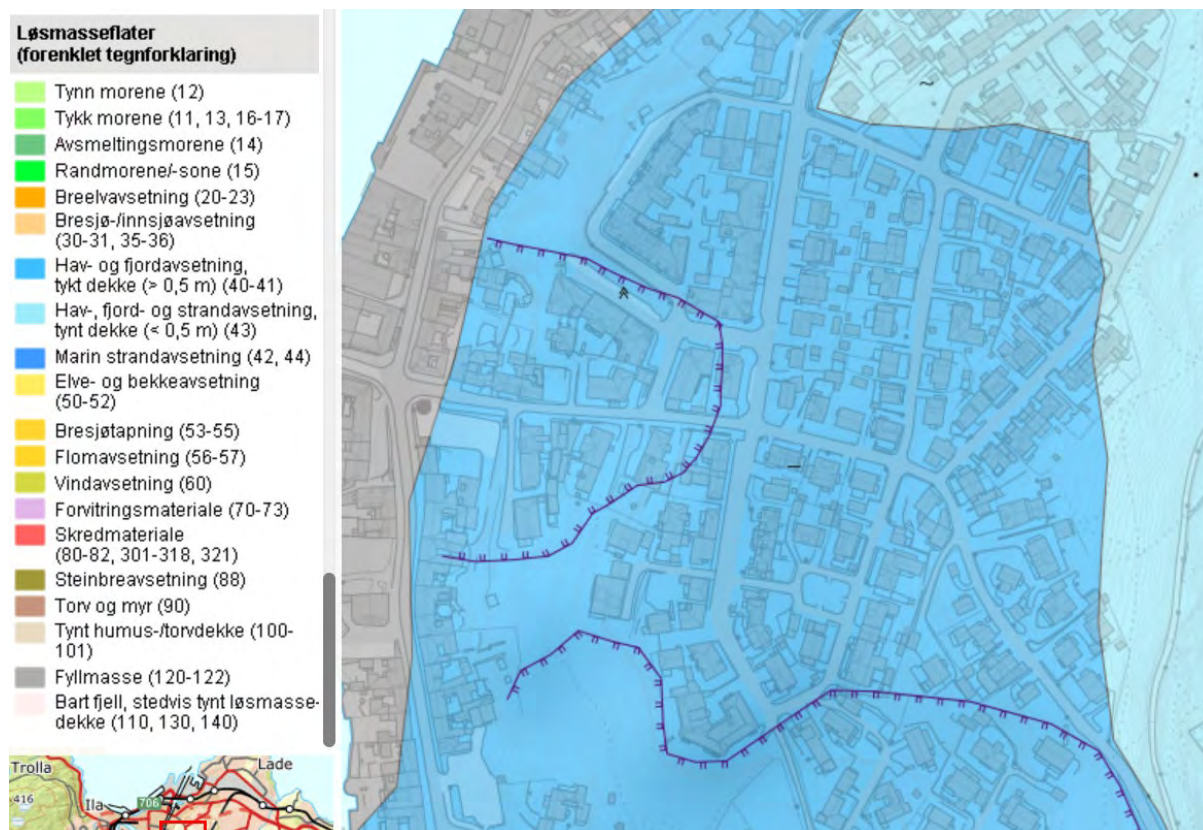 Løsmasseflater
(forenklet tegnforklaring)
Tynn morene (12)
Tykk morene (11, 13, 16-17)
Avsmeltingsmorene (14)
Randmorene/-sone (15)
Breelvavsetning (20-23)
Bresjø-/innsjøavsetning
(30-31, 35-36)
Hav- og fjordavsetning,
tykt dekke (> 0,5 m) (40-41)
Hav-, fjord- og strandavsetning,
tynt dekke (< 0,5 m) (43)
Marin strandavsetning (42, 44)
Elve- og bekkeavsetning
(50-52)
Bresjøtapning (53-55)
Flomavsetning (56-57)
Vindavsetning (60)
Forvitringsmateriale (70-73)
Skredmateriale
(80-82, 301-318, 321)
Steinbreavsetning (88)
Torv og myr (90)
Tynt humus-/torvdekke (100-
101)
Fyllmasse (120-122)
Bart fjell, stedvis tynt løsmasse-
dekke (110, 130, 140)
Trolla
Lade
416
Ila
706